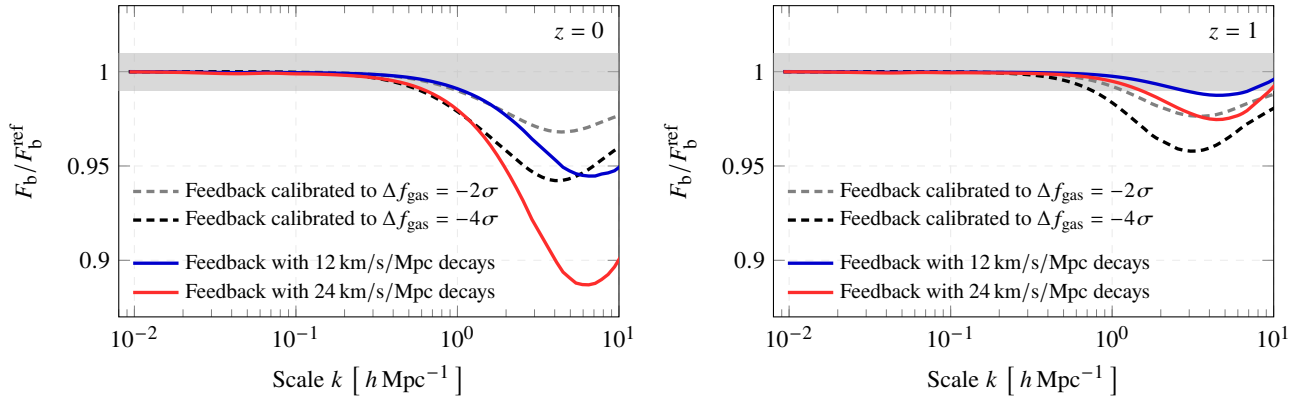 z = 0
1
0.95
0.9
F_b/F_b^ref
Feedback calibrated to Δf_gas = −2σ
Feedback calibrated to Δf_gas = −4σ
Feedback with 12 km/s/Mpc decays
Feedback with 24 km/s/Mpc decays
10^−2 10^−1 10^0 10^1
Scale k [ h Mpc^−1 ]
z = 1
1
0.95
0.9
F_b/F_b^ref
Feedback calibrated to Δf_gas = −2σ
Feedback calibrated to Δf_gas = −4σ
Feedback with 12 km/s/Mpc decays
Feedback with 24 km/s/Mpc decays
10^−2 10^−1 10^0 10^1
Scale k [ h Mpc^−1 ]